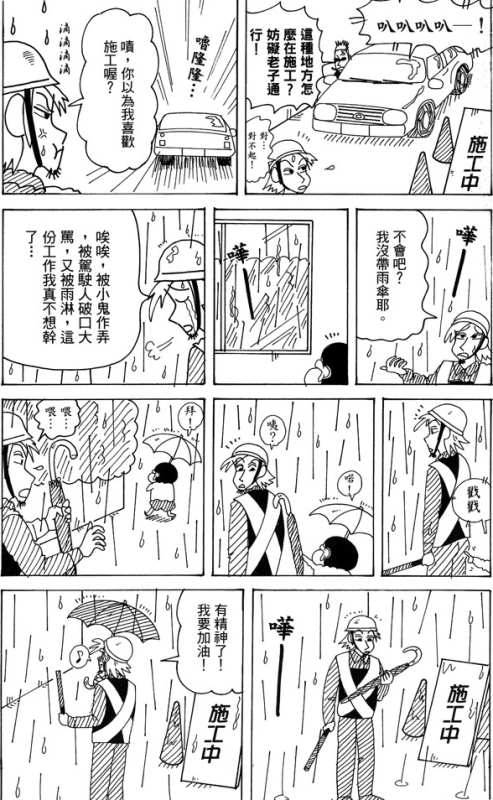 叭叭叭叭——！
這種地方怎
麼在施工？
妨礙老子通
行！
對…
對不起！
施工中
嚕隆隆…
嘖，你以
為我喜歡
施工喔？
滴滴滴
滴滴滴
嘩
不會吧？
我沒帶雨傘耶。
嘩
唉唉，被小鬼作弄
，被駕駛人破口大
罵，又被雨淋，這
份工作我真不想幹
了…
戳戳
咦？
啪
拜！
喂…
喂…
嘩
施工中
有精神了！
我要加油！
施工中